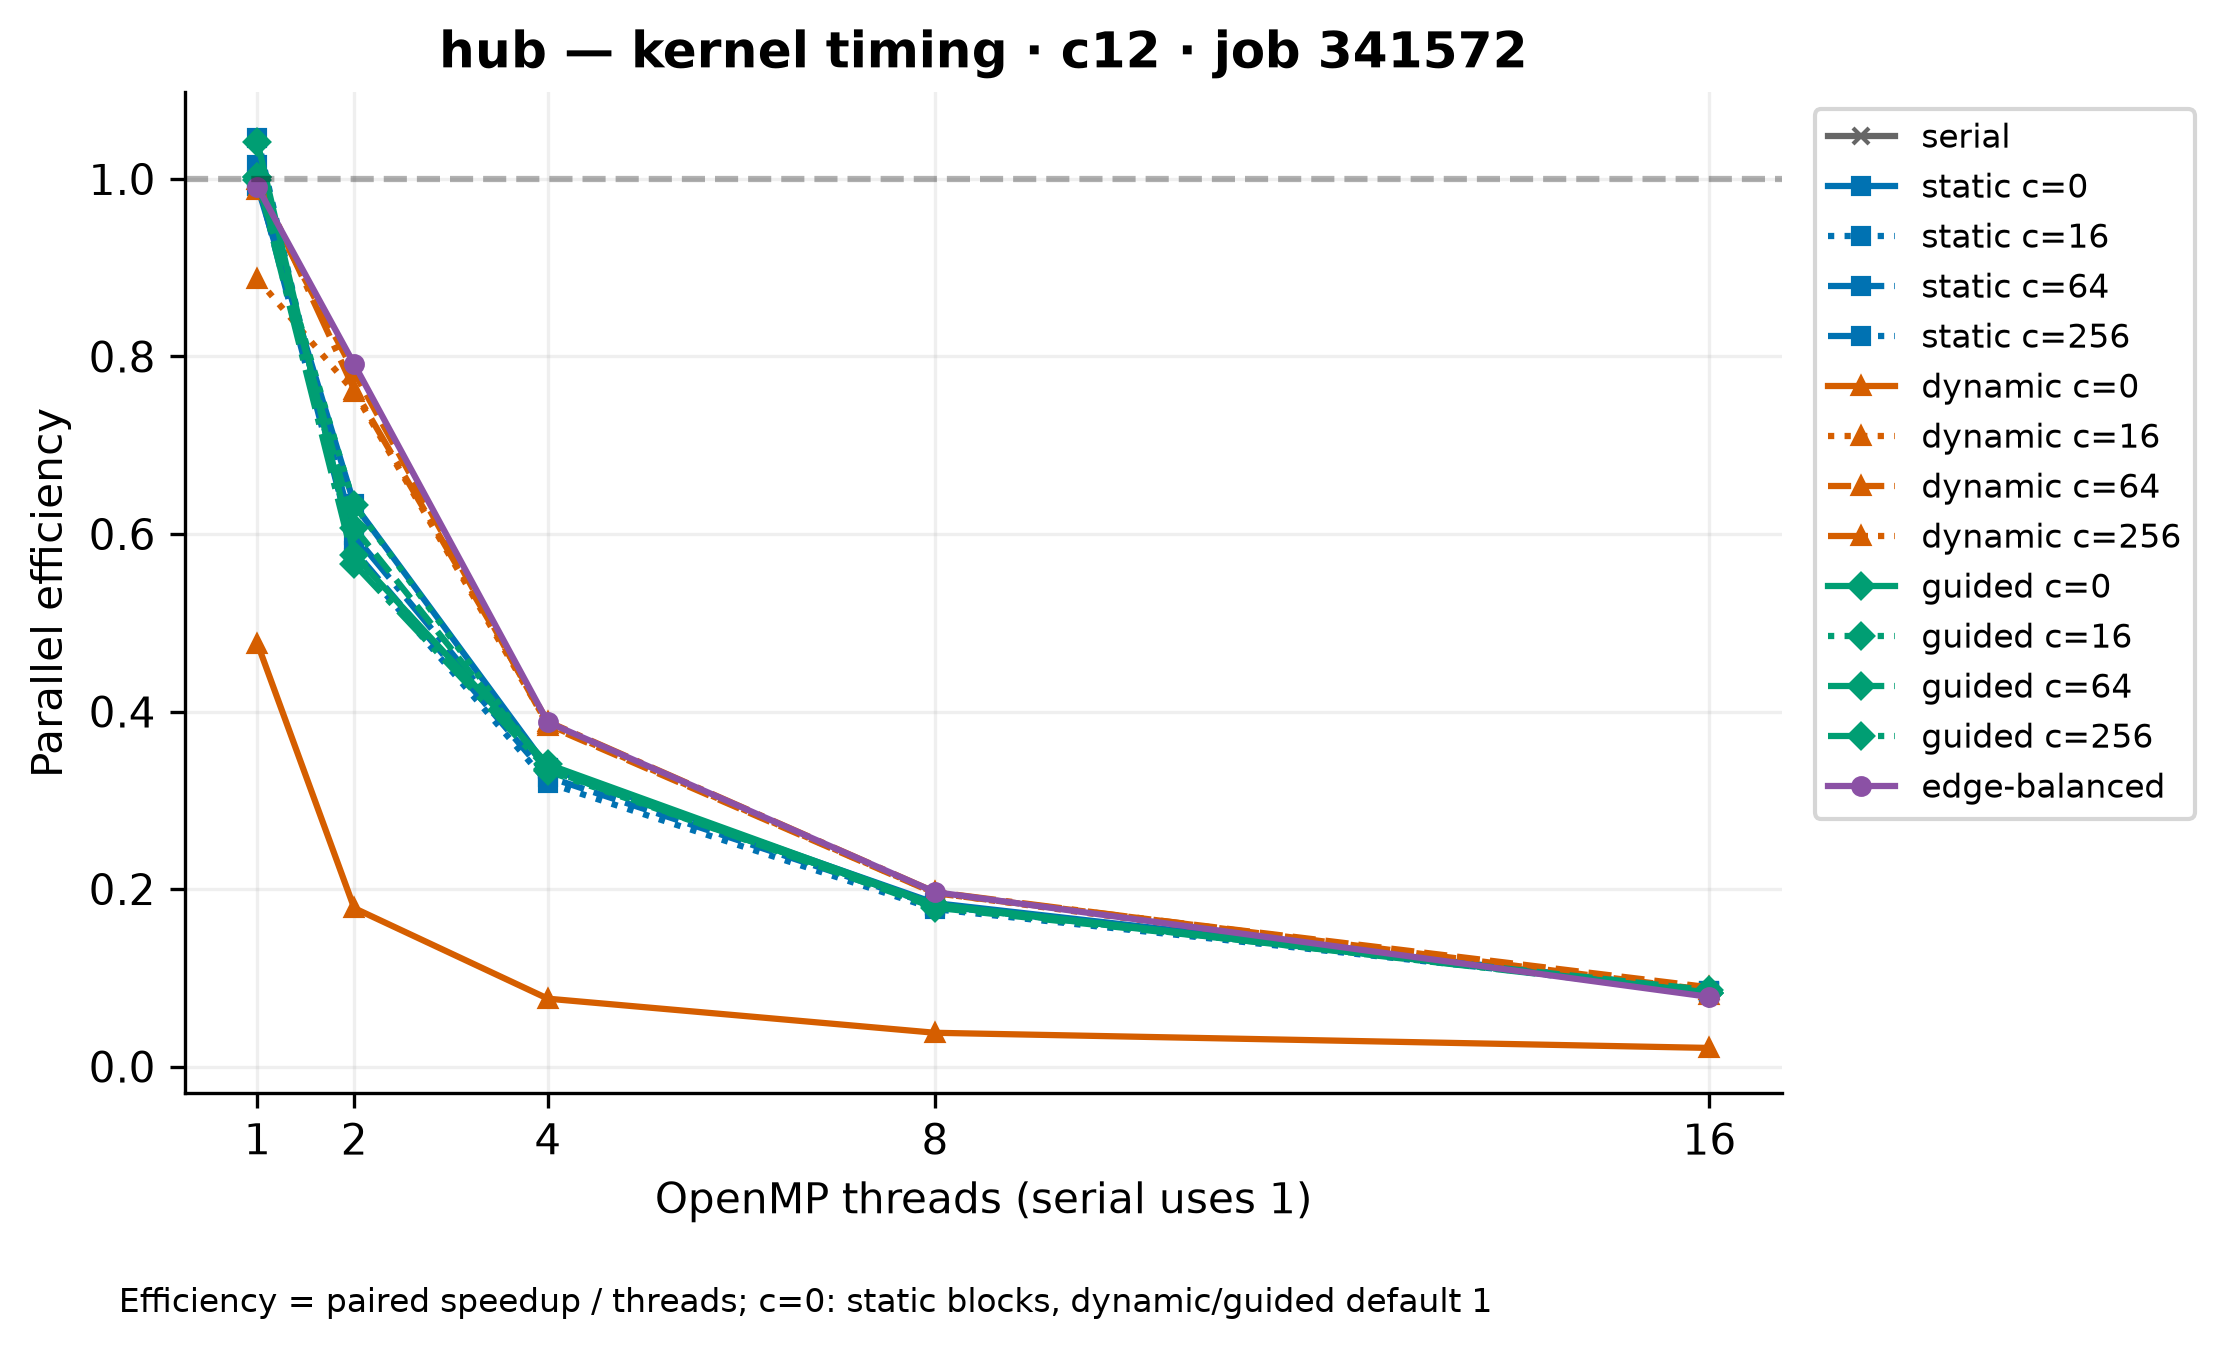 hub — kernel timing · c12 · job 341572
Parallel efficiency
1.0
0.8
0.6
0.4
0.2
0.0
1 2 4 8 16
OpenMP threads (serial uses 1)
serial
static c=0
static c=16
static c=64
static c=256
dynamic c=0
dynamic c=16
dynamic c=64
dynamic c=256
guided c=0
guided c=16
guided c=64
guided c=256
edge-balanced
Efficiency = paired speedup / threads; c=0: static blocks, dynamic/guided default 1